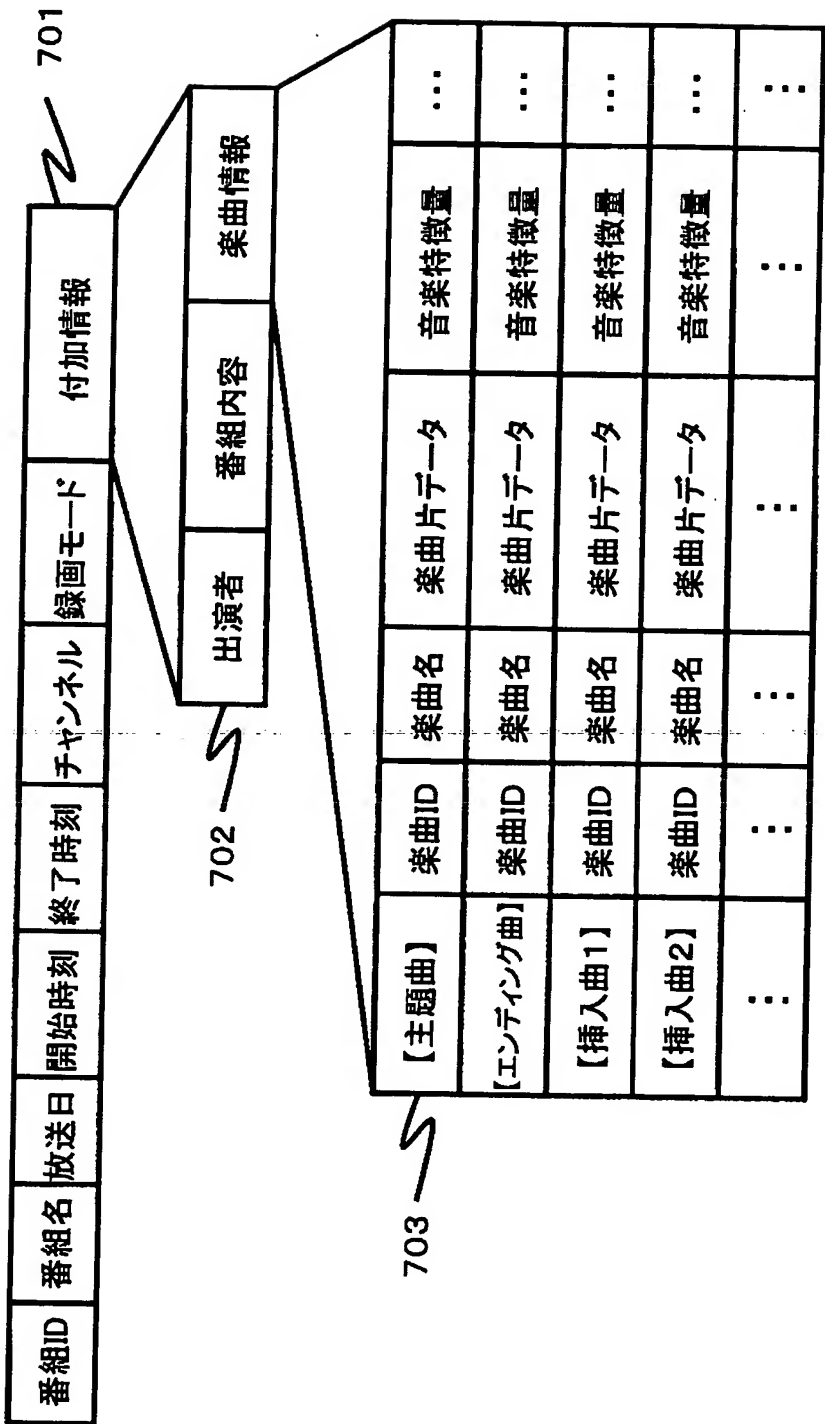 番組ID 番組名 放送日 開始時刻 終了時刻 チャンネル 録画モード 付加情報 701
702 出演者 番組内容 楽曲情報
703
【主題曲】 楽曲ID 楽曲名 楽曲片データ 音楽特徴量 …
【エンディング曲】 楽曲ID 楽曲名 楽曲片データ 音楽特徴量 …
【挿入曲1】 楽曲ID 楽曲名 楽曲片データ 音楽特徴量 …
【挿入曲2】 楽曲ID 楽曲名 楽曲片データ 音楽特徴量 …
… … … … … …